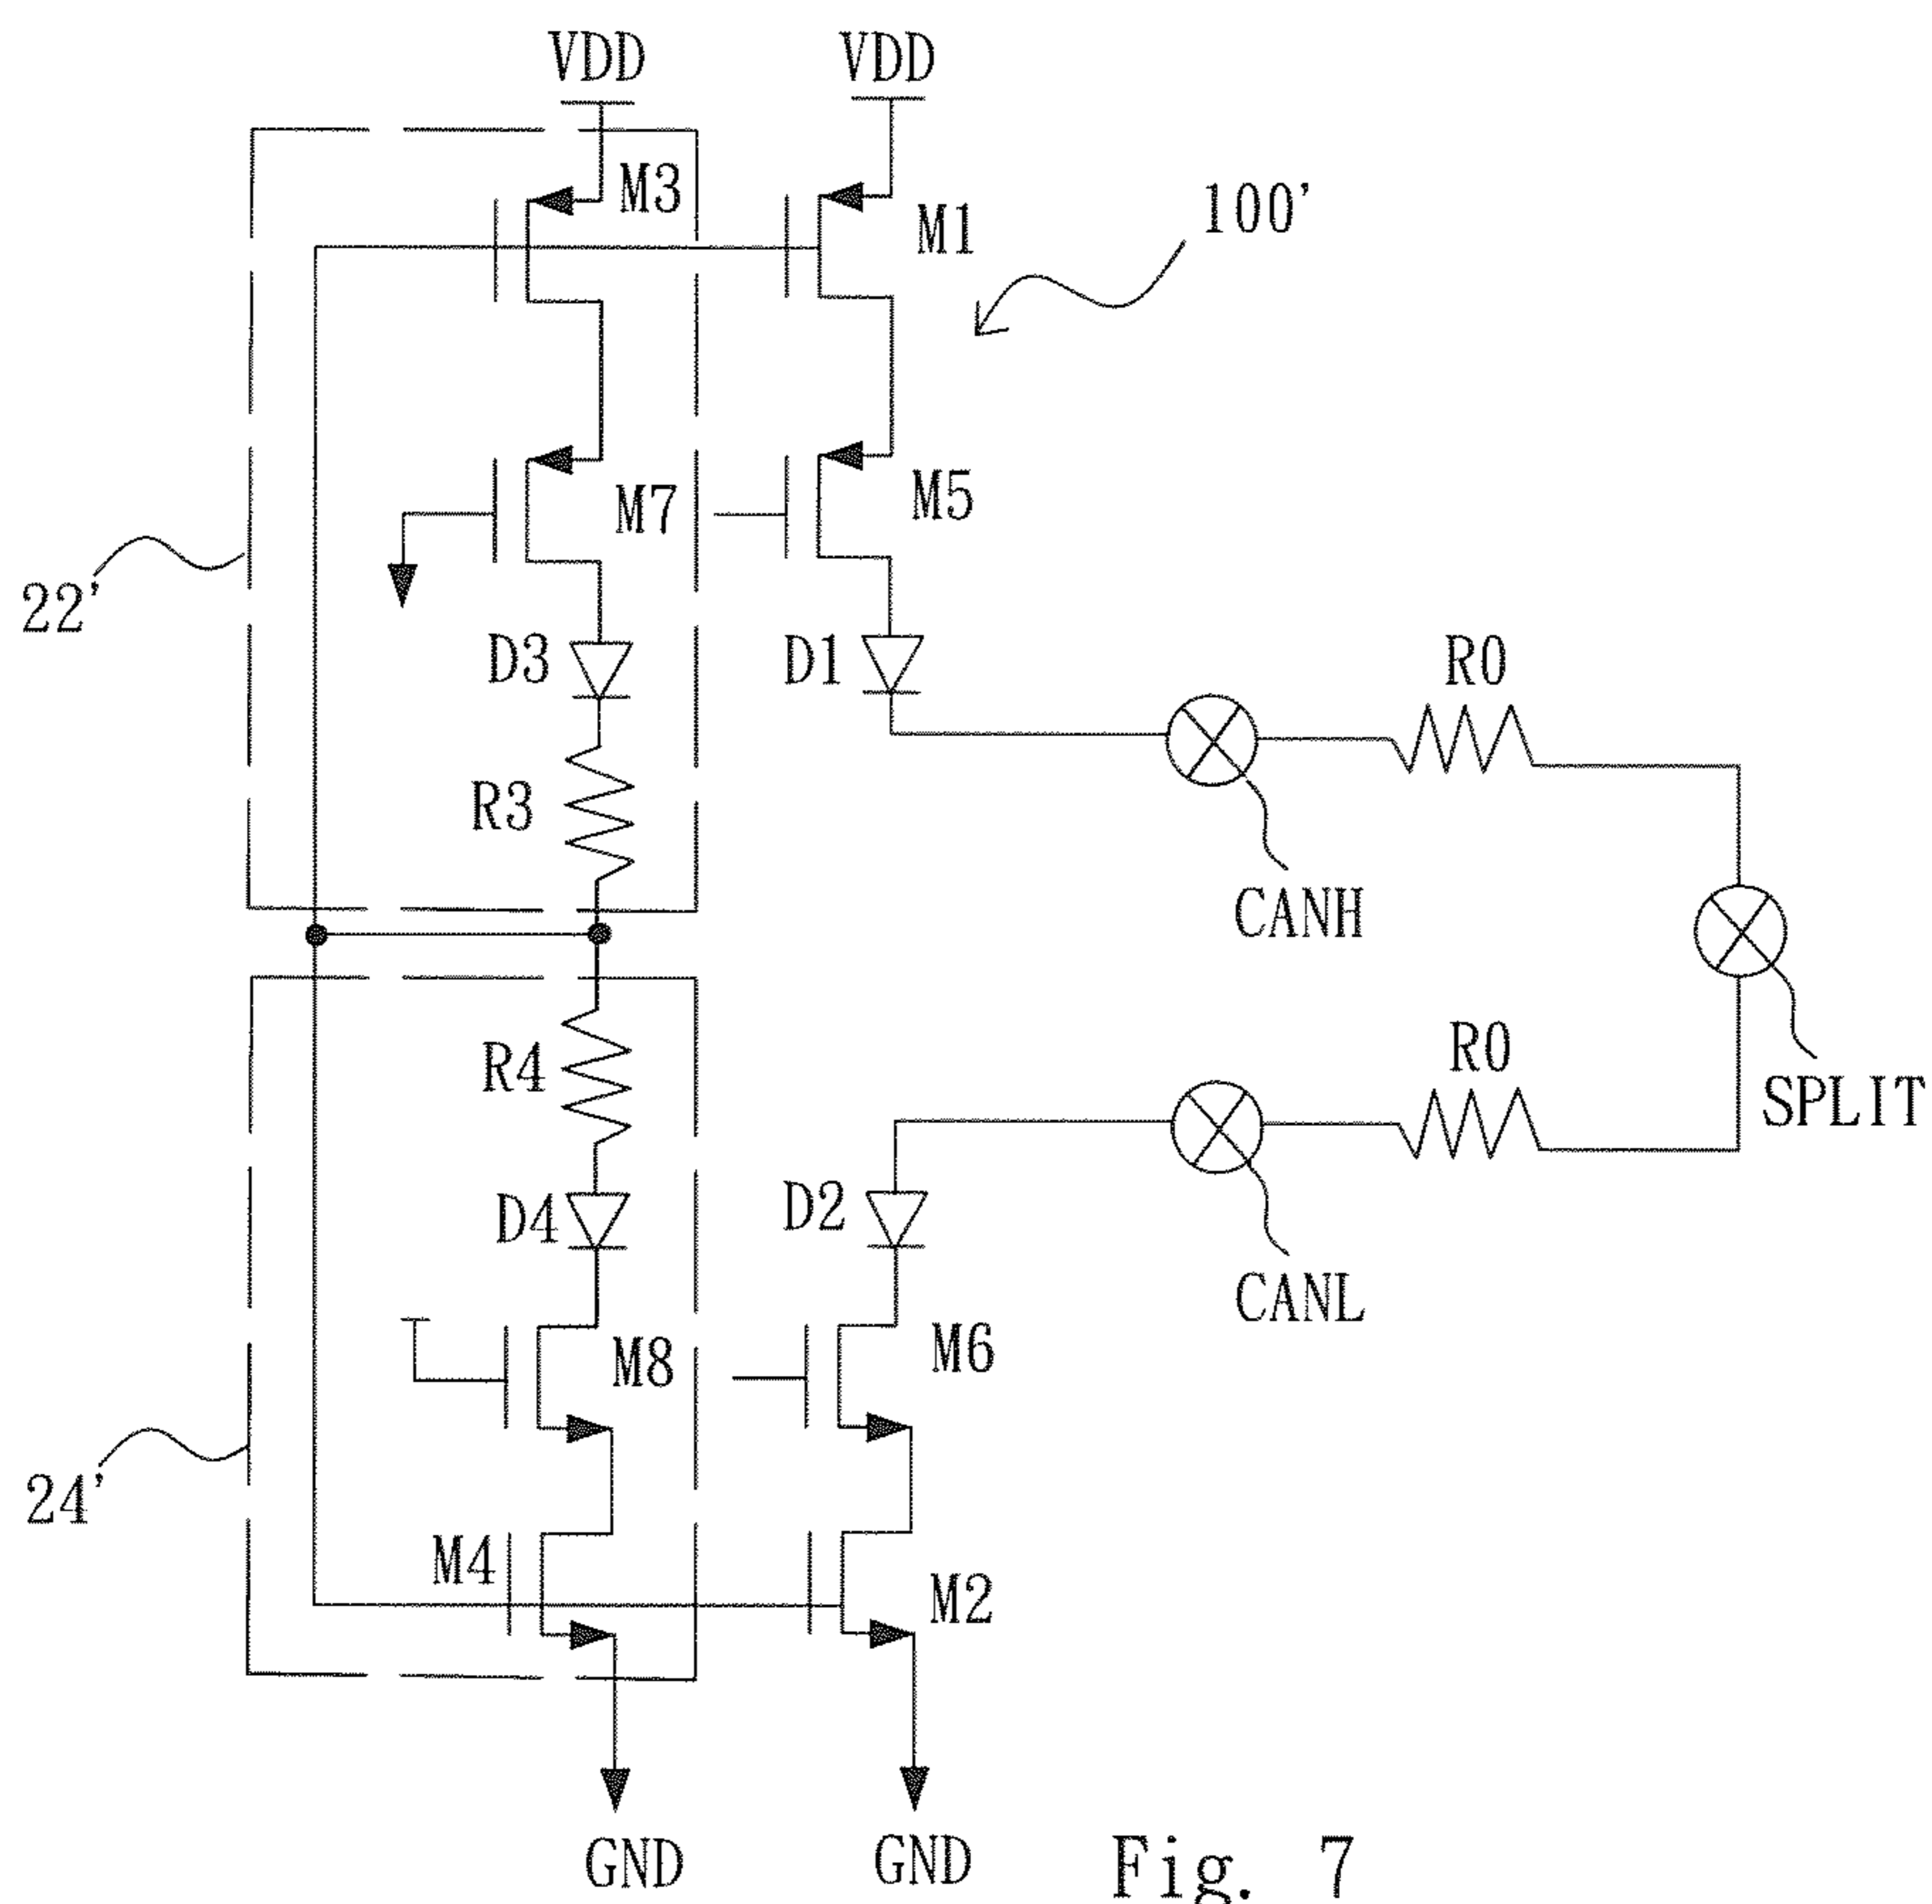 VDD VDD
M3
M1
100'
M7
M5
22'
D3
D1
R0
R3
CANH
R4
R0
SPLIT
D4
D2
CANL
M8
M6
24'
M4
M2
GND
GND
Fig. 7